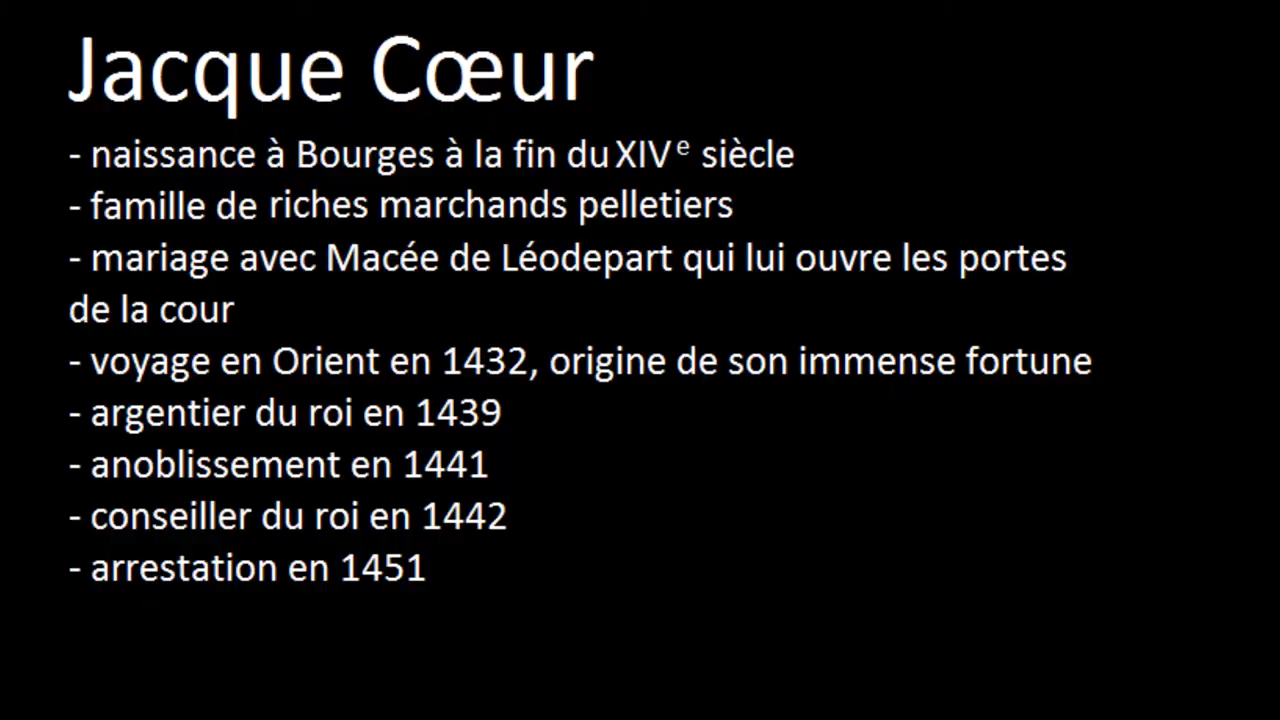 Jacque Cœur
- naissance à Bourges à la fin du XIVᵉ siècle
- famille de riches marchands pelletiers
- mariage avec Macée de Léodepart qui lui ouvre les portes
de la cour
- voyage en Orient en 1432, origine de son immense fortune
- argentier du roi en 1439
- anoblissement en 1441
- conseiller du roi en 1442
- arrestation en 1451